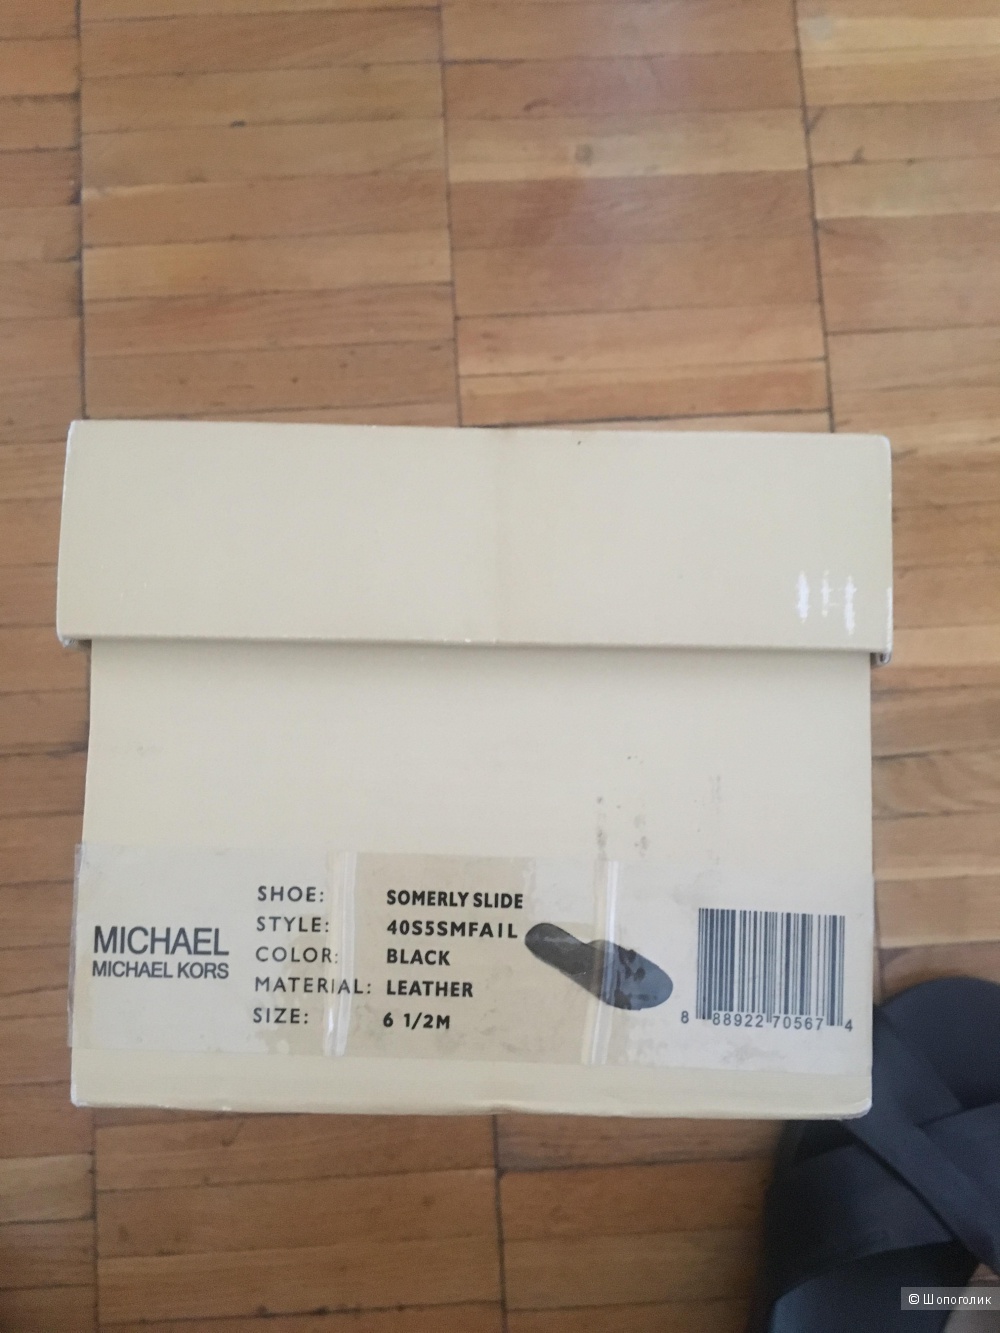 MICHAEL
MICHAEL KORS
SHOE: SOMERLY SLIDE
STYLE: 40S5SMFA1L
COLOR: BLACK
MATERIAL: LEATHER
SIZE: 6 1/2M
8 88922 70567 4
© Шопоголик